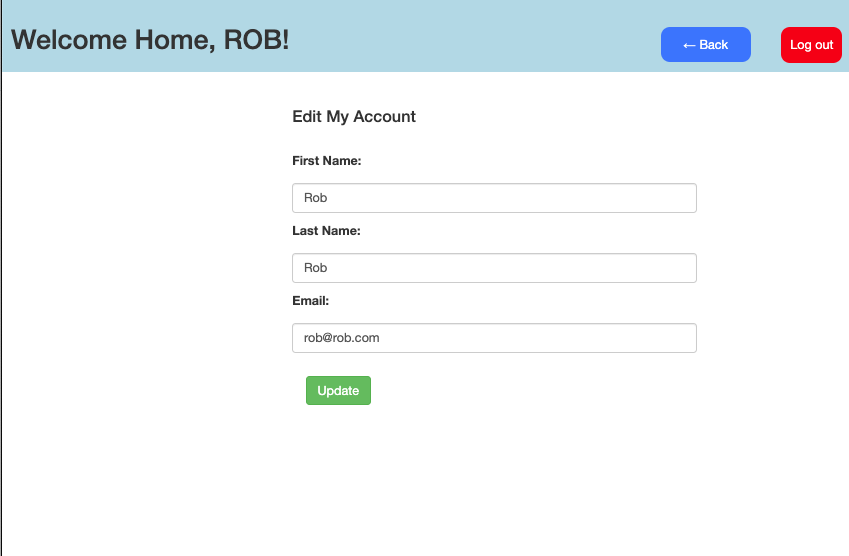 Welcome Home, ROB!
← Back
Log out
Edit My Account
First Name:
Rob
Last Name:
Rob
Email:
rob@rob.com
Update